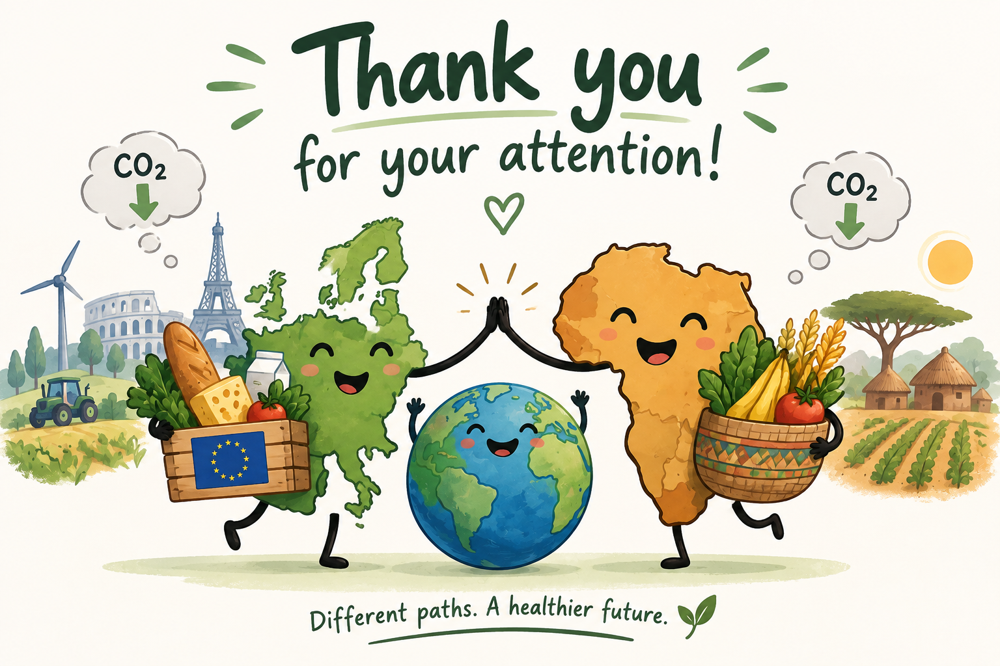 Thank you
for your attention!
CO₂
CO₂
Different paths. A healthier future.